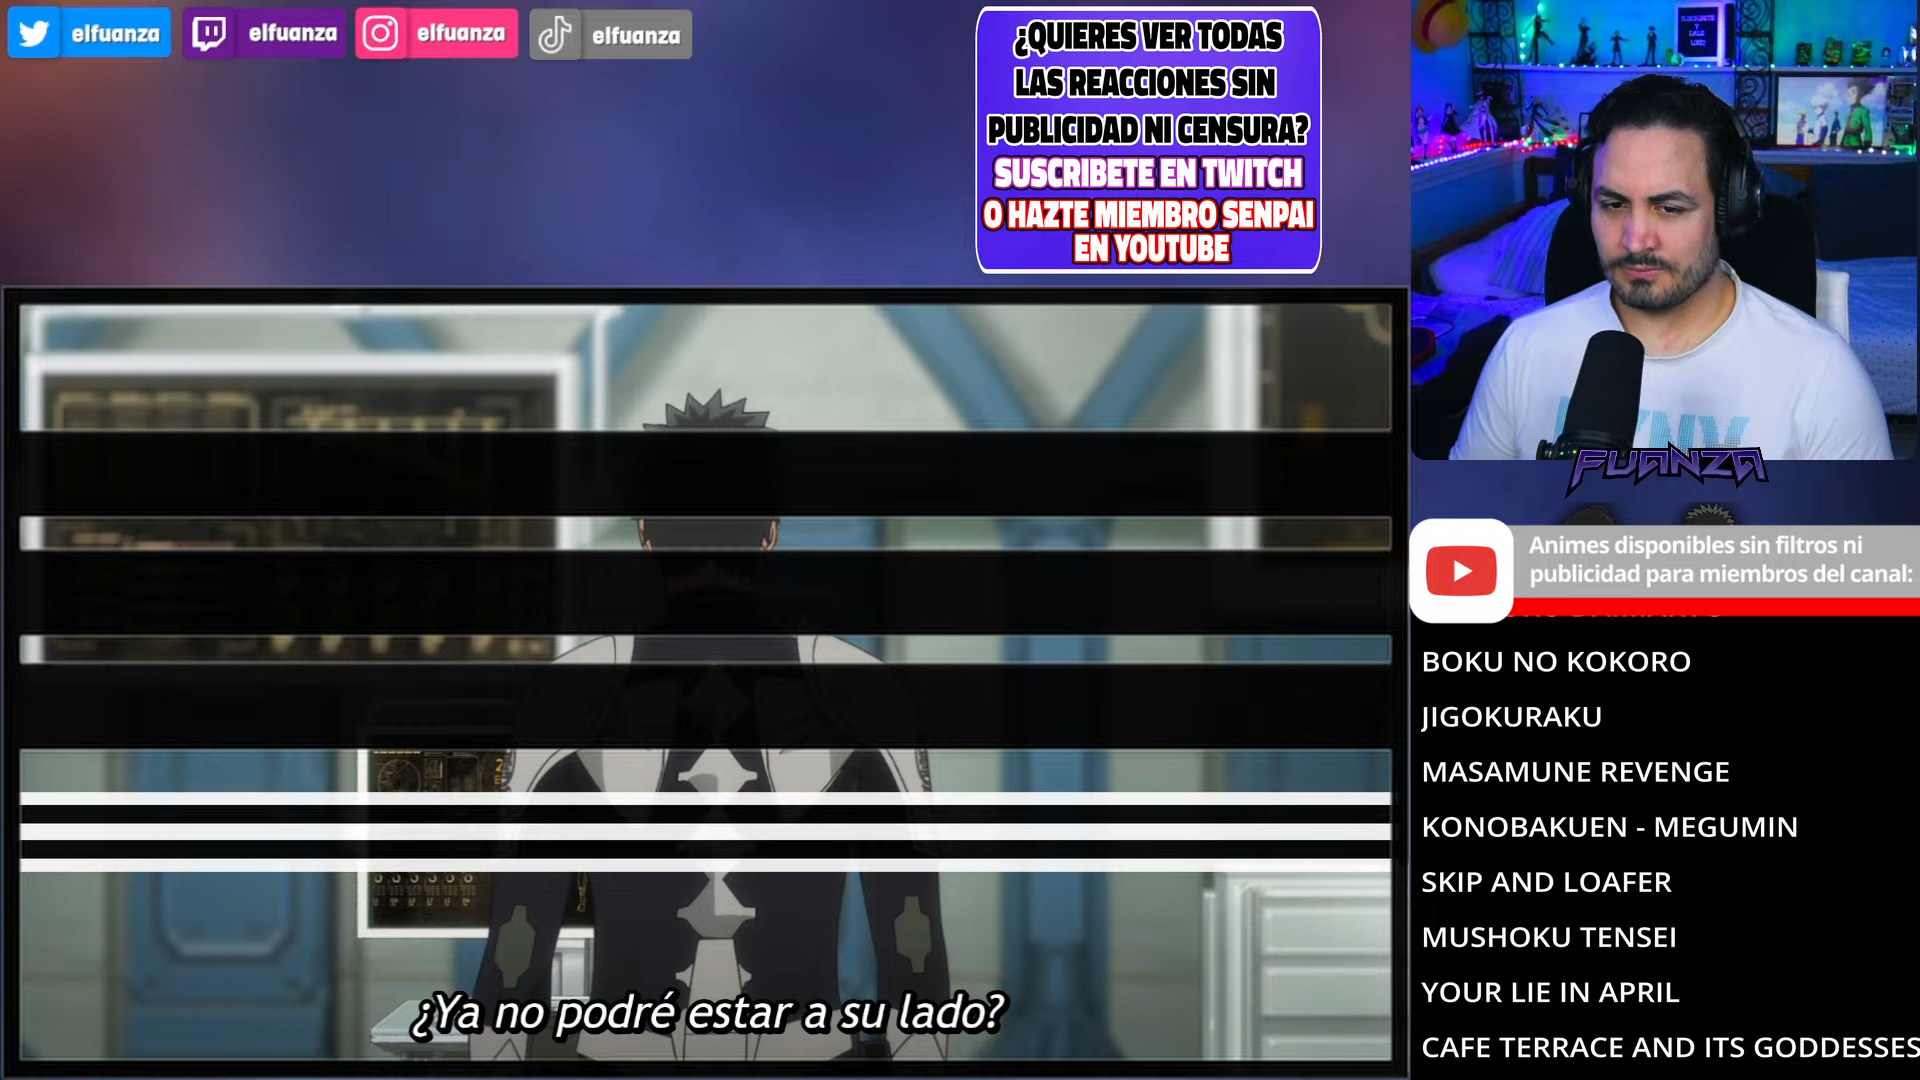 elfuanza
elfuanza
elfuanza
elfuanza
¿QUIERES VER TODAS
LAS REACCIONES SIN
PUBLICIDAD NI CENSURA?
SUSCRIBETE EN TWITCH
O HAZTE MIEMBRO SENPAI
EN YOUTUBE
FUANZA
Animes disponibles sin filtros ni
publicidad para miembros del canal:
BOKU NO KOKORO
JIGOKURAKU
MASAMUNE REVENGE
KONOBAKUEN - MEGUMIN
SKIP AND LOAFER
MUSHOKU TENSEI
YOUR LIE IN APRIL
CAFE TERRACE AND ITS GODDESSES
¿Ya no podré estar a su lado?